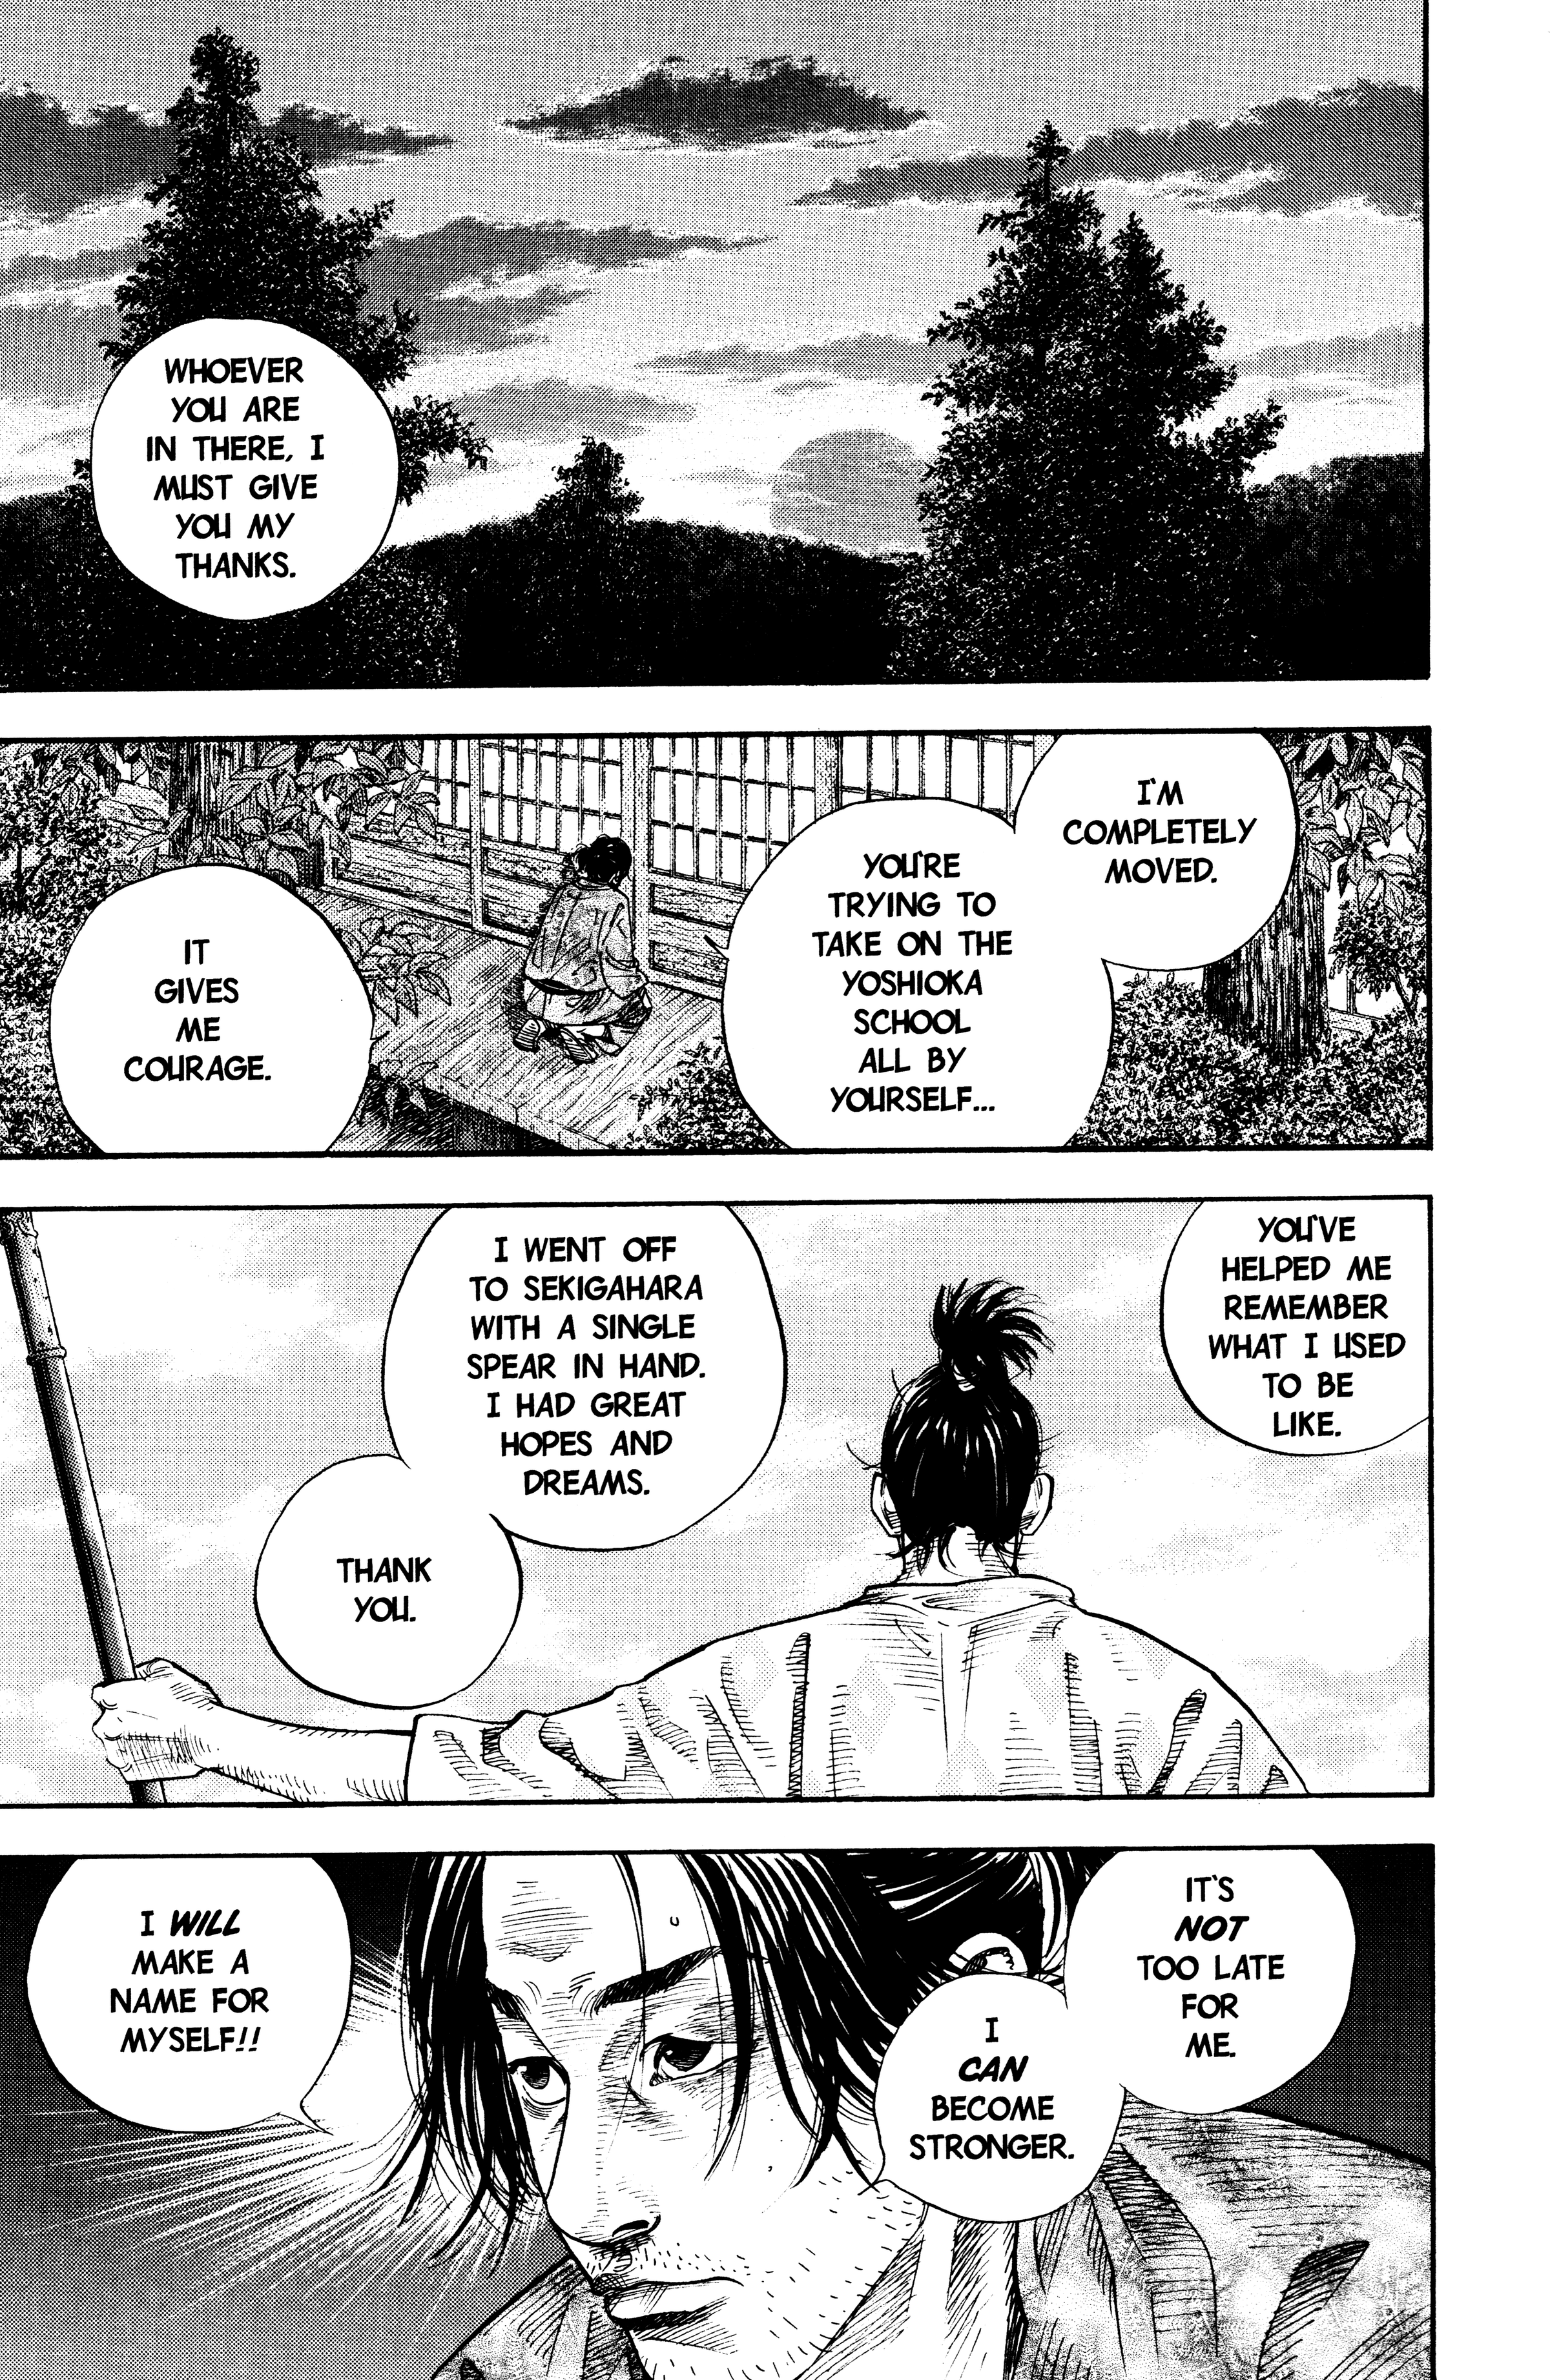 WHOEVER
YOU ARE
IN THERE, I
MUST GIVE
YOU MY
THANKS.
I'M
COMPLETELY
MOVED.
YOU'RE
TRYING TO
TAKE ON THE
YOSHIOKA
SCHOOL
ALL BY
YOURSELF...
IT
GIVES
ME
COURAGE.
YOU'VE
HELPED ME
REMEMBER
WHAT I USED
TO BE
LIKE.
I WENT OFF
TO SEKIGAHARA
WITH A SINGLE
SPEAR IN HAND.
I HAD GREAT
HOPES AND
DREAMS.
THANK
YOU.
IT'S
NOT
TOO LATE
FOR
ME.
I
CAN
BECOME
STRONGER.
I WILL
MAKE A
NAME FOR
MYSELF!!